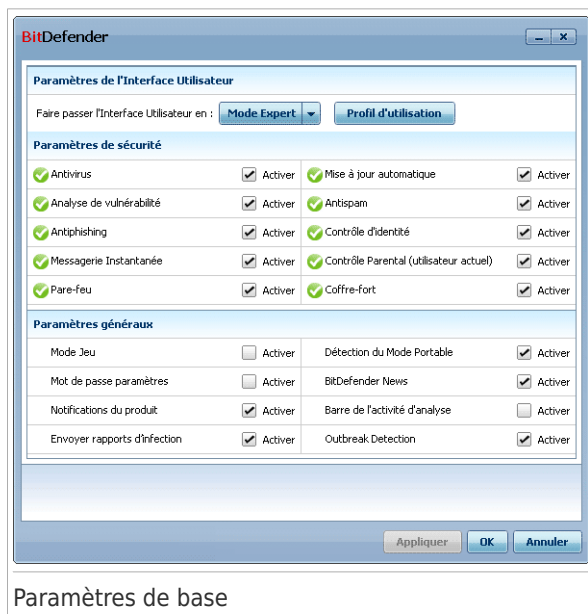 BitDefender
Paramètres de l'Interface Utilisateur
Faire passer l'Interface Utilisateur en : Mode Expert Profil d'utilisation
Paramètres de sécurité
Antivirus Activer Mise à jour automatique Activer
Analyse de vulnérabilité Activer Antispam Activer
Antiphishing Activer Contrôle d'identité Activer
Messagerie Instantanée Activer Contrôle Parental (utilisateur actuel) Activer
Pare-feu Activer Coffre-fort Activer
Paramètres généraux
Mode Jeu Activer Détection du Mode Portable Activer
Mot de passe paramètres Activer BitDefender News Activer
Notifications du produit Activer Barre de l'activité d'analyse Activer
Envoyer rapports d'infection Activer Outbreak Detection Activer
Appliquer OK Annuler
Paramètres de base